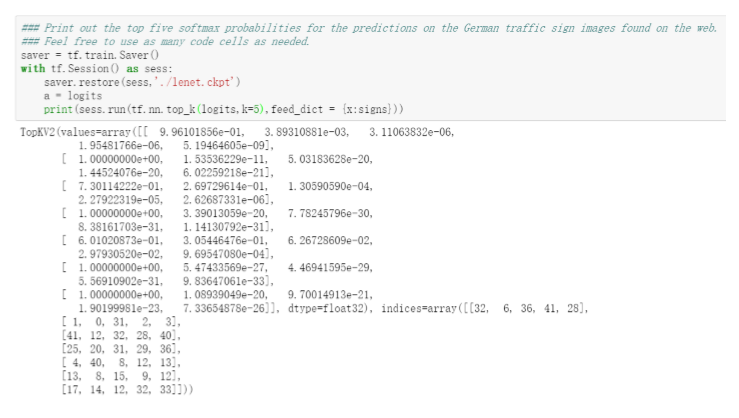 ### Print out the top five softmax probabilities for the predictions on the German traffic sign images found on the web.
### Feel free to use as many code cells as needed.
saver = tf.train.Saver()
with tf.Session() as sess:
    saver.restore(sess,'./lenet.ckpt')
    a = logits
    print(sess.run(tf.nn.top_k(logits,k=5),feed_dict = {x:signs}))
TopKV2(values=array([[ 9.96101856e-01, 3.89310881e-03, 3.11063832e-06,
1.95481766e-06, 5.19464605e-09],
[ 1.00000000e+00, 1.53536229e-11, 5.03183628e-20,
1.44524076e-20, 6.02259218e-21],
[ 7.30114222e-01, 2.69729614e-01, 1.30590590e-04,
2.27922319e-05, 2.62687331e-06],
[ 1.00000000e+00, 3.39013059e-20, 7.78245796e-30,
8.38161703e-31, 1.14130792e-31],
[ 6.01020873e-01, 3.05446476e-01, 6.26728609e-02,
2.97930520e-02, 9.69547080e-04],
[ 1.00000000e+00, 5.47433569e-27, 4.46941595e-29,
5.56910902e-31, 9.83647061e-33],
[ 1.00000000e+00, 1.08939049e-20, 9.70014913e-21,
1.90199981e-23, 7.33654878e-26]], dtype=float32), indices=array([[32, 6, 36, 41, 28],
[ 1, 0, 31, 2, 3],
[41, 12, 32, 28, 40],
[25, 20, 31, 29, 36],
[ 4, 40, 8, 12, 13],
[13, 8, 15, 9, 12],
[17, 14, 12, 32, 33]]))